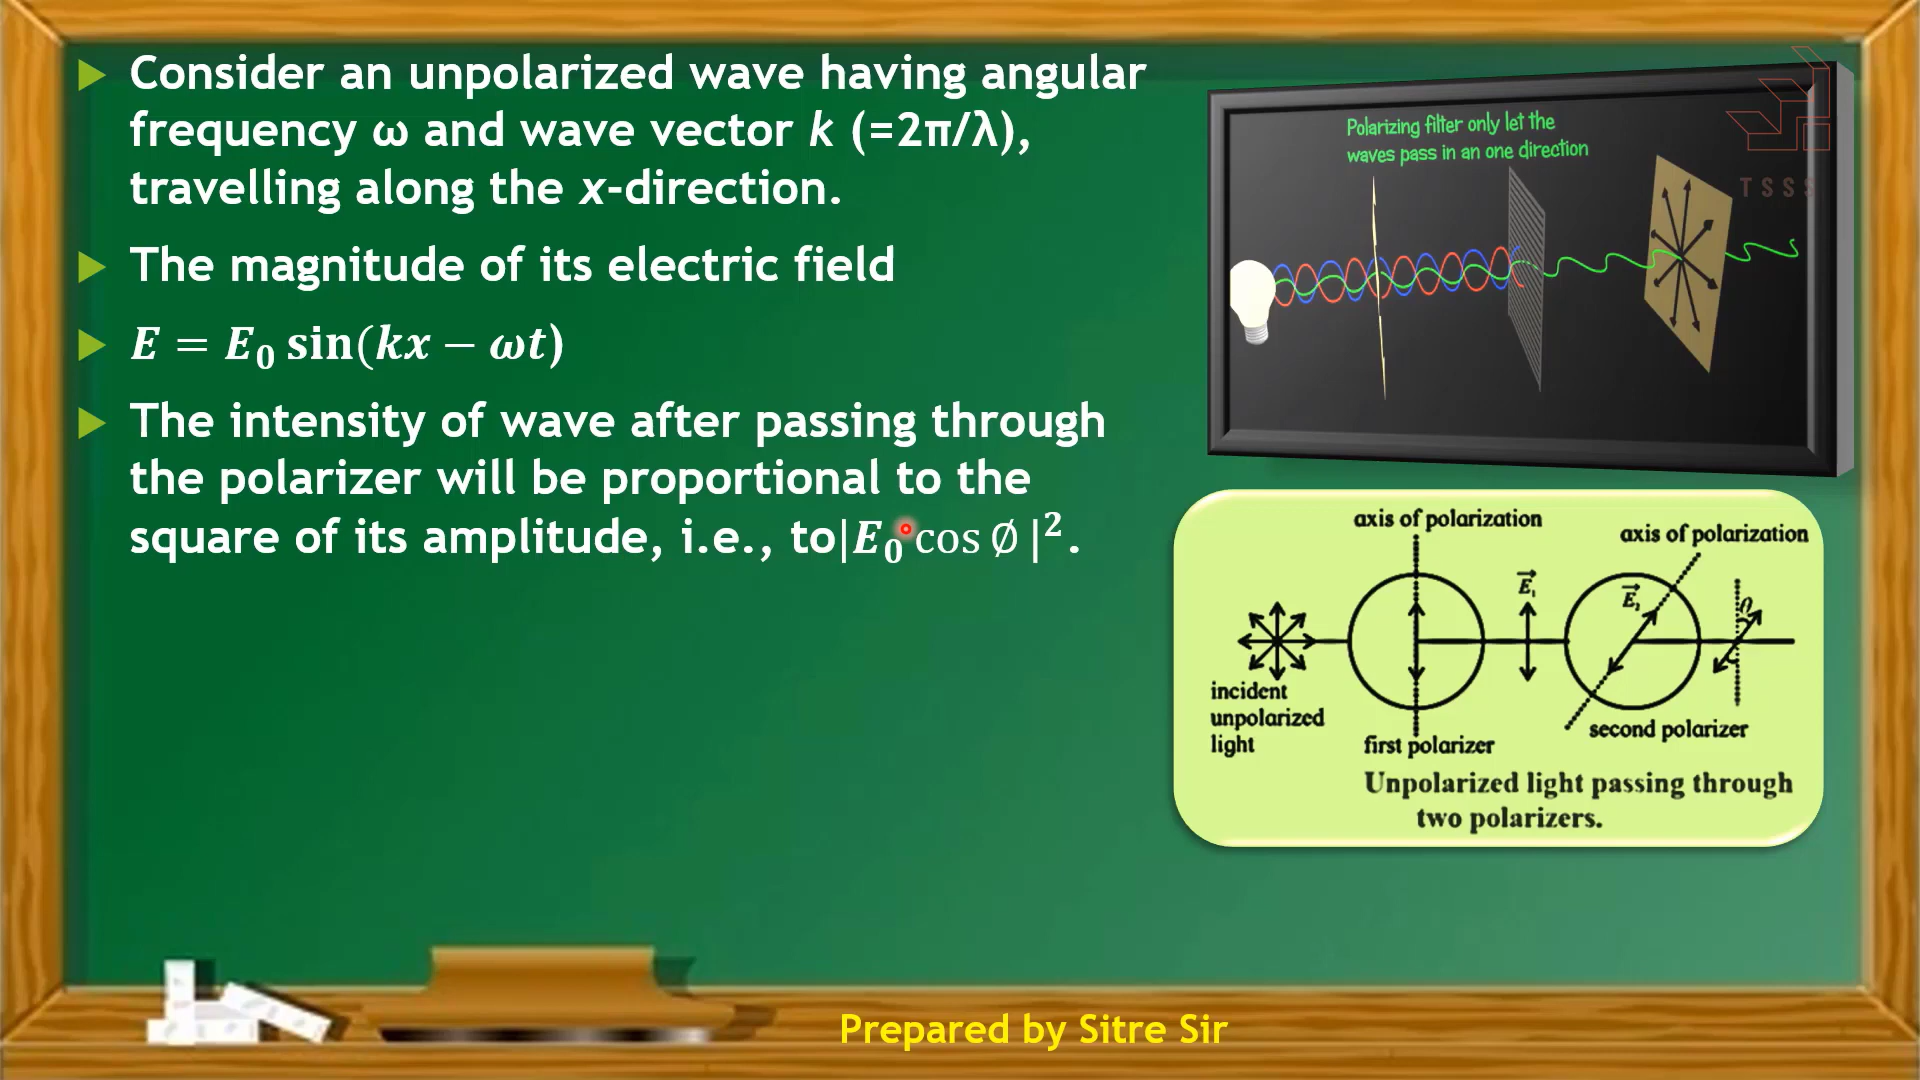 Consider an unpolarized wave having angular
frequency ω and wave vector k (=2π/λ),
travelling along the x-direction.
The magnitude of its electric field
E = E₀ sin(kx − ωt)
The intensity of wave after passing through
the polarizer will be proportional to the
square of its amplitude, i.e., to|E₀ cos ∅ |².
Polarizing filter only let the
waves pass in an one direction
TSSS
axis of polarization
axis of polarization
E₁
incident
unpolarized
light
first polarizer
second polarizer
Unpolarized light passing through
two polarizers.
Prepared by Sitre Sir